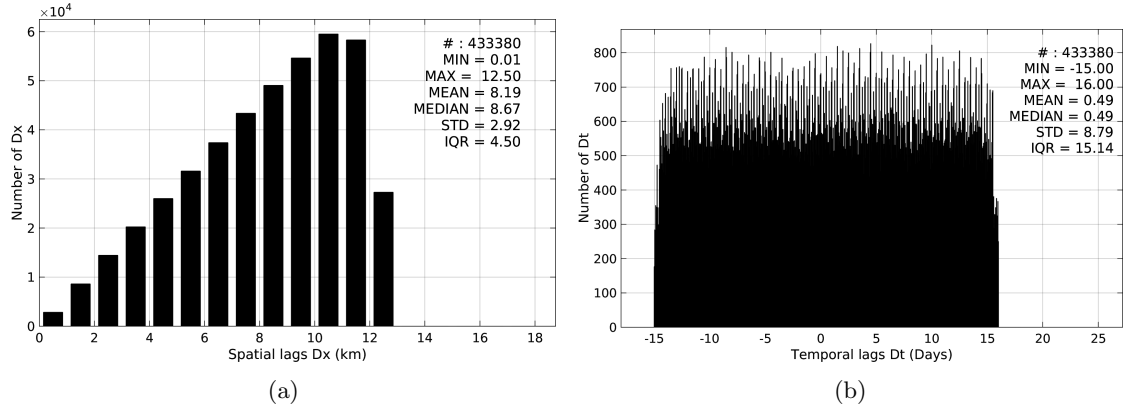 ×10⁴
6
5
4
3
2
1
0
Number of Dx
# : 433380
MIN = 0.01
MAX = 12.50
MEAN = 8.19
MEDIAN = 8.67
STD = 2.92
IQR = 4.50
0 2 4 6 8 10 12 14 16 18
Spatial lags Dx (km)
(a)
800
700
600
500
400
300
200
100
0
Number of Dt
# : 433380
MIN = -15.00
MAX = 16.00
MEAN = 0.49
MEDIAN = 0.49
STD = 8.79
IQR = 15.14
-15 -10 -5 0 5 10 15 20 25
Temporal lags Dt (Days)
(b)